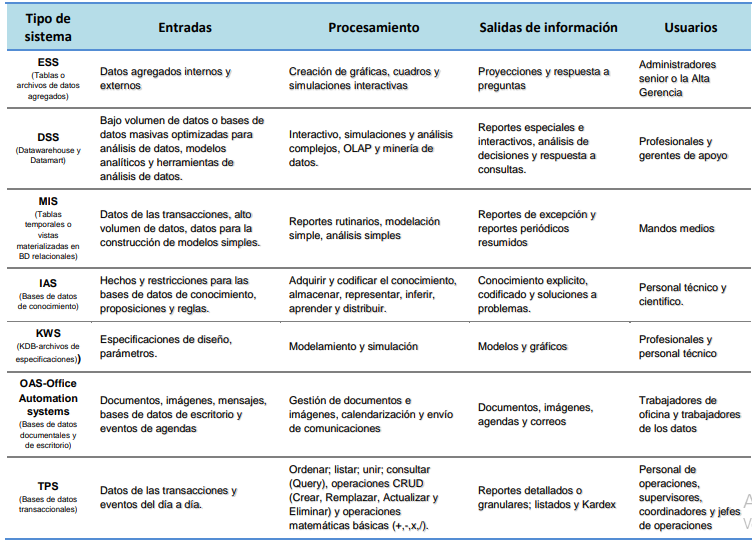 Tipo de
sistema
Entradas
Procesamiento
Salidas de información
Usuarios
ESS
(Tablas o
archivos de datos
agregados)
Datos agregados internos y
externos
Creación de gráficas, cuadros y
simulaciones interactivas
Proyecciones y respuesta a
preguntas
Administradores
senior o la Alta
Gerencia
DSS
(Datawarehouse y
Datamart)
Bajo volumen de datos o bases de
datos masivas optimizadas para
análisis de datos, modelos
analíticos y herramientas de
análisis de datos.
Interactivo, simulaciones y análisis
complejos, OLAP y minería de
datos.
Reportes especiales e
interactivos, análisis de
decisiones y respuesta a
consultas.
Profesionales y
gerentes de apoyo
MIS
(Tablas
temporales o
vistas
materializadas en
BD relacionales)
Datos de las transacciones, alto
volumen de datos, datos para la
construcción de modelos simples.
Reportes rutinarios, modelación
simple, análisis simples
Reportes de excepción y
reportes periódicos
resumidos
Mandos medios
IAS
(Bases de datos
de conocimiento)
Hechos y restricciones para las
bases de datos de conocimiento,
proposiciones y reglas.
Adquirir y codificar el conocimiento,
almacenar, representar, inferir,
aprender y distribuir.
Conocimiento explicito,
codificado y soluciones a
problemas.
Personal técnico y
cientifico.
KWS
(KDB-archivos de
especificaciones))
Especificaciones de diseño,
parámetros.
Modelamiento y simulación
Modelos y gráficos
Profesionales y
personal técnico
OAS-Office
Automation
systems
(Bases de datos
documentales y
de escritorio)
Documentos, imágenes, mensajes,
bases de datos de escritorio y
eventos de agendas
Gestión de documentos e
imágenes, calendarización y envío
de comunicaciones
Documentos, imágenes,
agendas y correos
Trabajadores de
oficina y trabajadores
de los datos
TPS
(Bases de datos
transaccionales)
Datos de las transacciones y
eventos del día a día.
Ordenar; listar; unir; consultar
(Query), operaciones CRUD
(Crear, Remplazar, Actualizar y
Eliminar) y operaciones
matemáticas básicas (+,-,x,/).
Reportes detallados o
granulares; listados y Kardex
Personal de
operaciones,
supervisores,
coordinadores y jefes
de operaciones